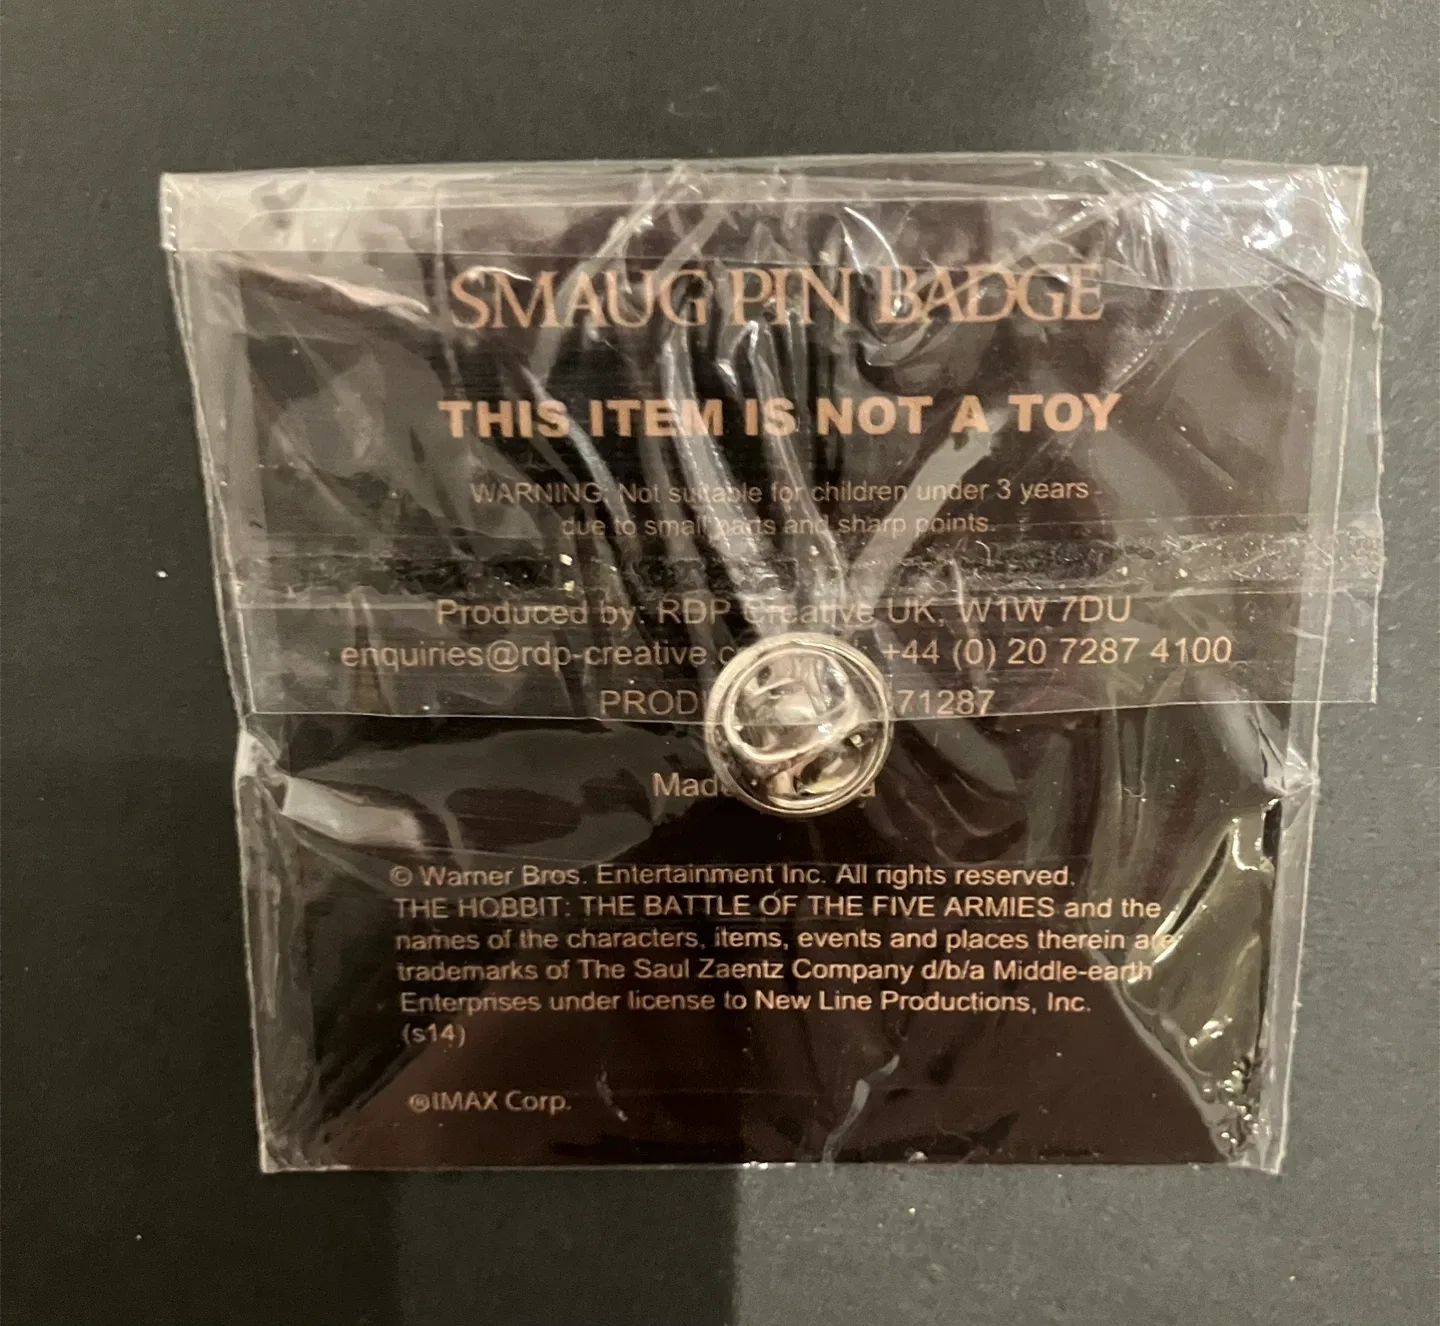 SMAUG PIN BADGE
THIS ITEM IS NOT A TOY
WARNING: Not suitable for children under 3 years
due to small parts and sharp points.
Produced by: RDP Creative UK, W1W 7DU
enquiries@rdp-creative +44 (0) 20 7287 4100
71287
© Warner Bros. Entertainment Inc. All rights reserved.
THE HOBBIT: THE BATTLE OF THE FIVE ARMIES and the
names of the characters, items, events and places therein are
trademarks of The Saul Zaentz Company d/b/a Middle-earth
Enterprises under license to New Line Productions, Inc.
(s14)
®IMAX Corp.